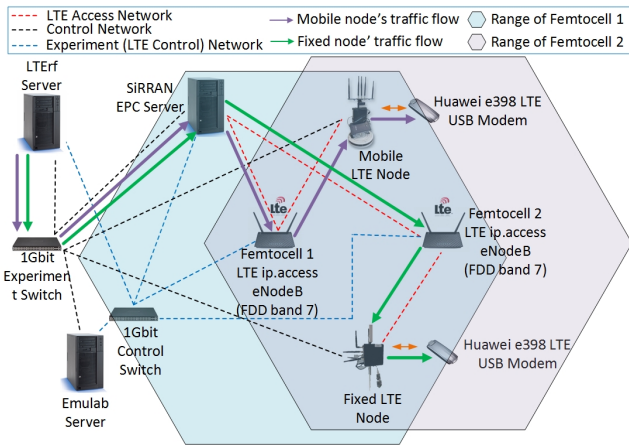 LTE Access Network
Control Network
Experiment (LTE Control) Network
Mobile node's traffic flow
Fixed node' traffic flow
Range of Femtocell 1
Range of Femtocell 2
LTErf
Server
SiRRAN
EPC Server
Huawei e398 LTE
USB Modem
Mobile
LTE Node
Lte
Lte
1Gbit
Experimen
t Switch
Femtocell 1
LTE ip.access
eNodeB
(FDD band 7)
Femtocell 2
LTE ip.access
eNodeB
(FDD band 7)
1Gbit
Control
Switch
Emulab
Server
Fixed LTE
Node
Huawei e398 LTE
USB Modem